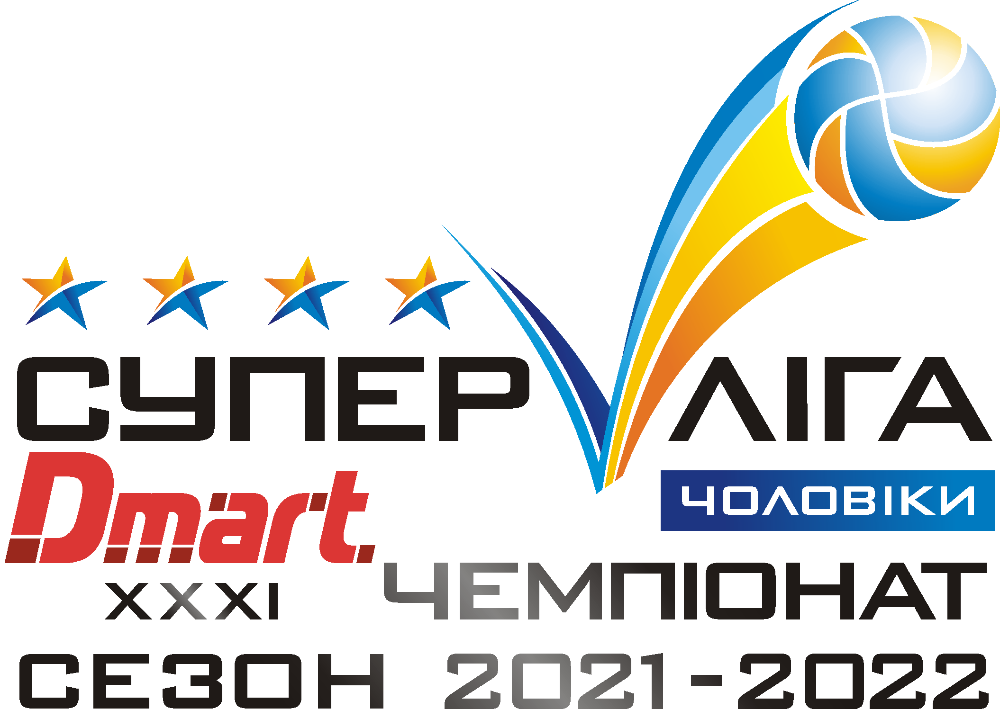 СУПЕР ЛІГА
Dmart
ЧОЛОВІКИ
XXXI ЧЕМПІОНАТ
СЕЗОН 2021-2022